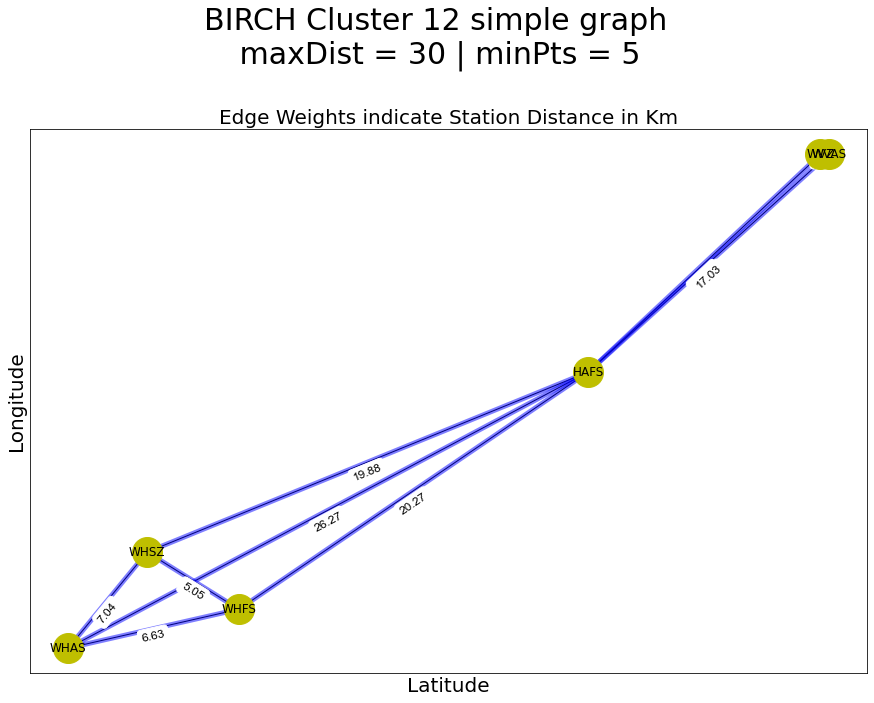 BIRCH Cluster 12 simple graph
maxDist = 30 | minPts = 5
Edge Weights indicate Station Distance in Km
17.03
HAFS
19.88
26.27
20.27
WHSZ
5.05
WHFS
7.04
6.63
WHAS
Longitude
Latitude